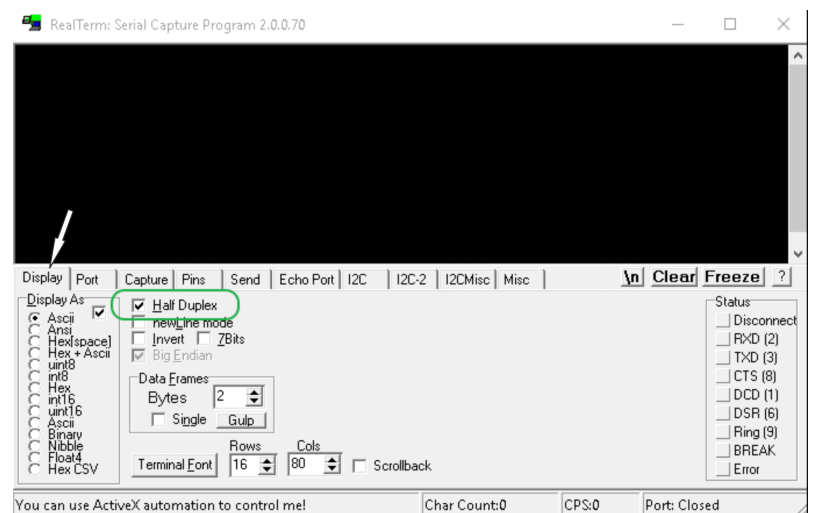 RealTerm: Serial Capture Program 2.0.0.70
Display Port Capture Pins Send Echo Port I2C I2C-2 I2CMisc Misc \n Clear Freeze ?
Display As
Ascii
Ansi
Hex[space]
Hex + Ascii
uint8
int8
Hex
int16
uint16
Ascii
Binary
Nibble
Float4
Hex CSV
Half Duplex
newLine mode
Invert 7Bits
Big Endian
Data Frames
Bytes 2
Single Gulp
Rows Cols
Terminal Font 16 80 Scrollback
Status
Disconnect
RXD (2)
TXD (3)
CTS (8)
DCD (1)
DSR (6)
Ring (9)
BREAK
Error
You can use ActiveX automation to control me! Char Count:0 CPS:0 Port: Closed